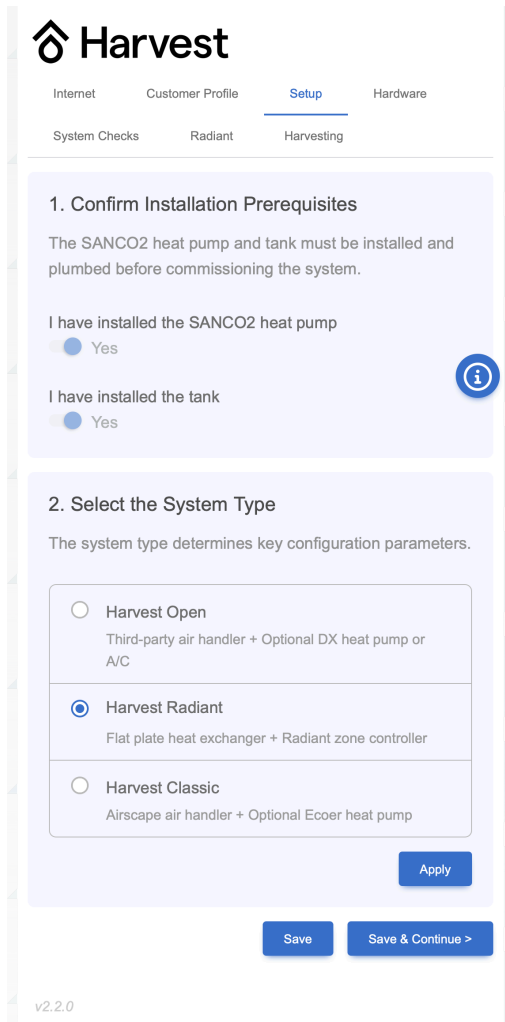 Harvest
Internet Customer Profile Setup Hardware
System Checks Radiant Harvesting
1. Confirm Installation Prerequisites
The SANCO2 heat pump and tank must be installed and
plumbed before commissioning the system.
I have installed the SANCO2 heat pump
Yes
I have installed the tank
Yes
2. Select the System Type
The system type determines key configuration parameters.
Harvest Open
Third-party air handler + Optional DX heat pump or
A/C
Harvest Radiant
Flat plate heat exchanger + Radiant zone controller
Harvest Classic
Airscape air handler + Optional Ecoer heat pump
Apply
Save Save & Continue >
v2.2.0